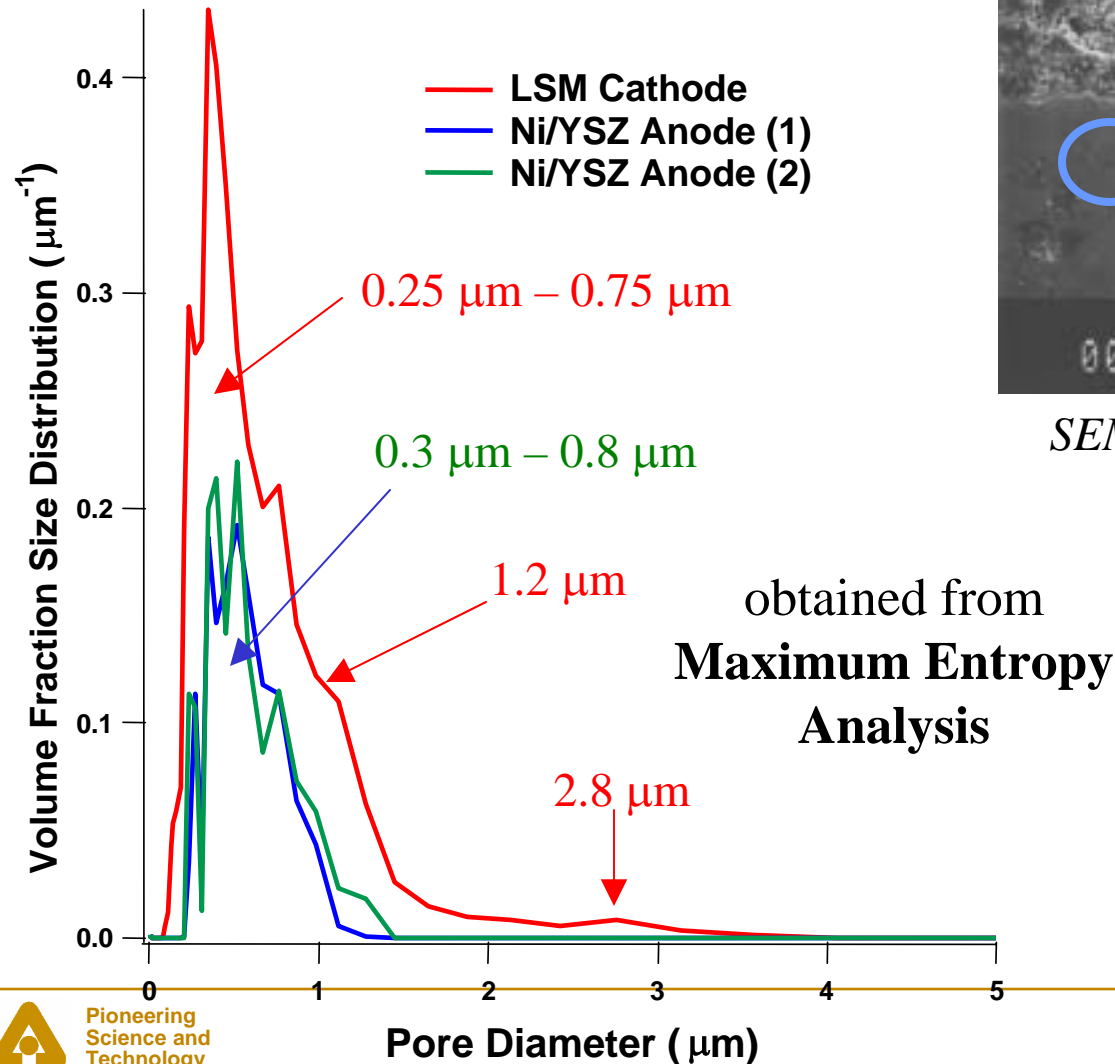 0.4
0.3
0.2
0.1
0.0
Volume Fraction Size Distribution (μm⁻¹)
LSM Cathode
Ni/YSZ Anode (1)
Ni/YSZ Anode (2)
0.25 μm – 0.75 μm
0.3 μm – 0.8 μm
1.2 μm
2.8 μm
obtained from
Maximum Entropy
Analysis
0 1 2 3 4 5
Pore Diameter (μm)
Pioneering
Science and
Technology